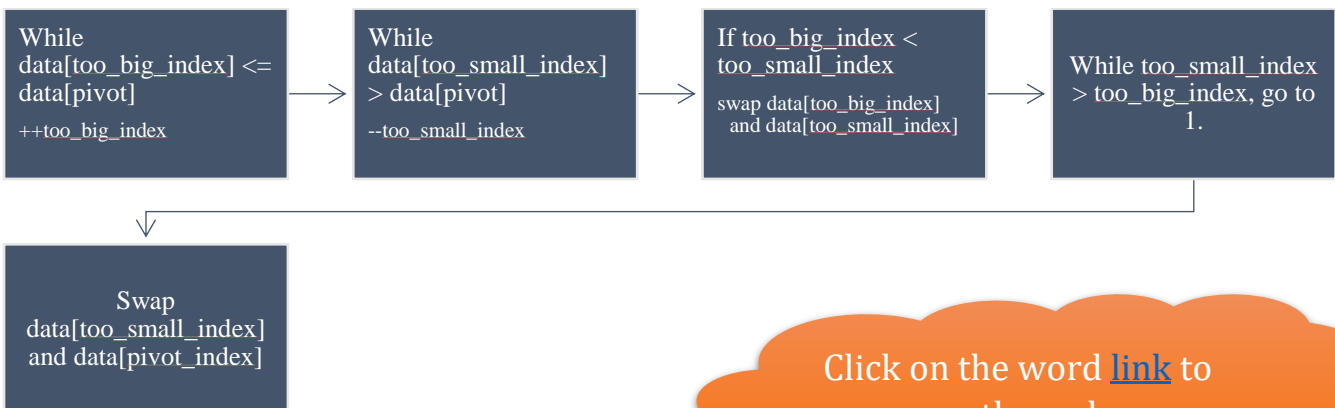 While
data[too_big_index] <=
data[pivot]
++too_big_index
While
data[too_small_index]
> data[pivot]
--too_small_index
If too_big_index <
too_small_index
swap data[too_big_index]
and data[too_small_index]
While too_small_index
> too_big_index, go to
1.
Swap
data[too_small_index]
and data[pivot_index]
Click on the word link to